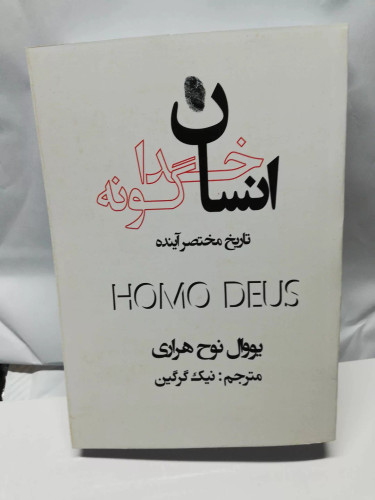 انسان
خداگونه
تاریخ مختصر آینده
HOMO DEUS
یووال نوح هراری
مترجم: نیک گرگین